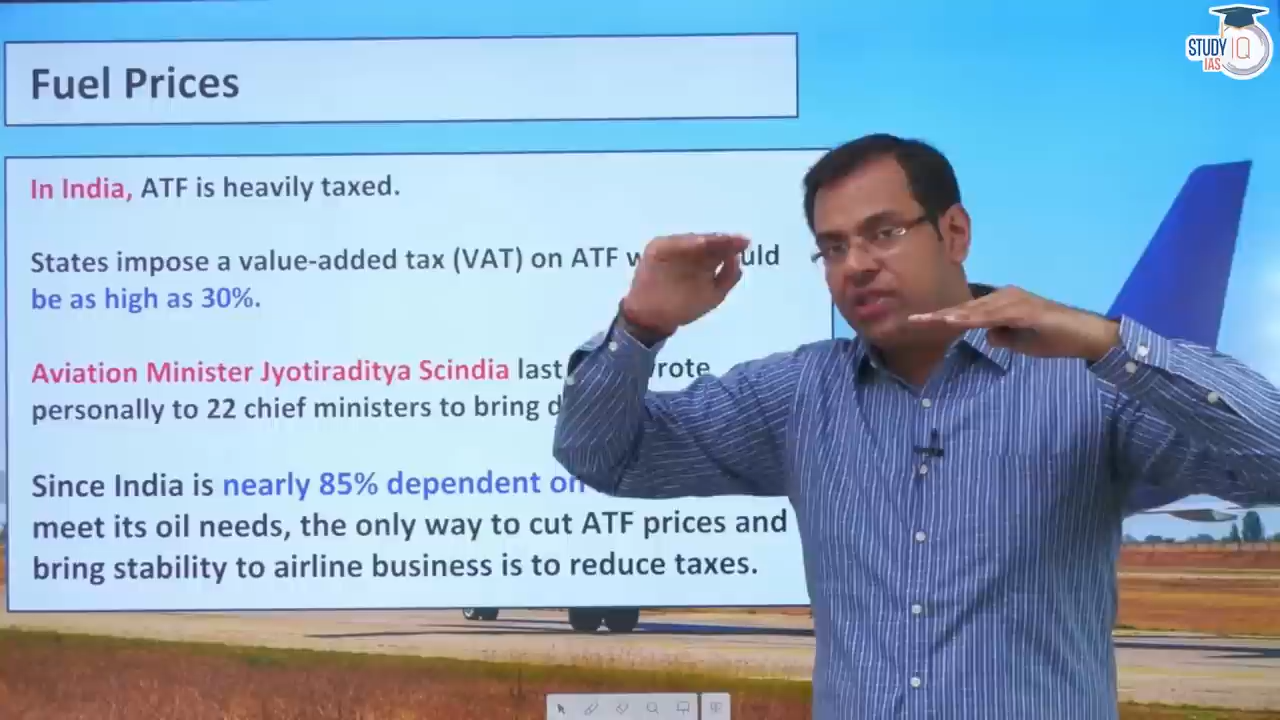 STUDY IQ
IAS
Fuel Prices
In India, ATF is heavily taxed.
States impose a value-added tax (VAT) on ATF
be as high as 30%.
Aviation Minister Jyotiraditya Scindia last
personally to 22 chief ministers to bring
Since India is nearly 85% dependent on
meet its oil needs, the only way to cut ATF prices and
bring stability to airline business is to reduce taxes.